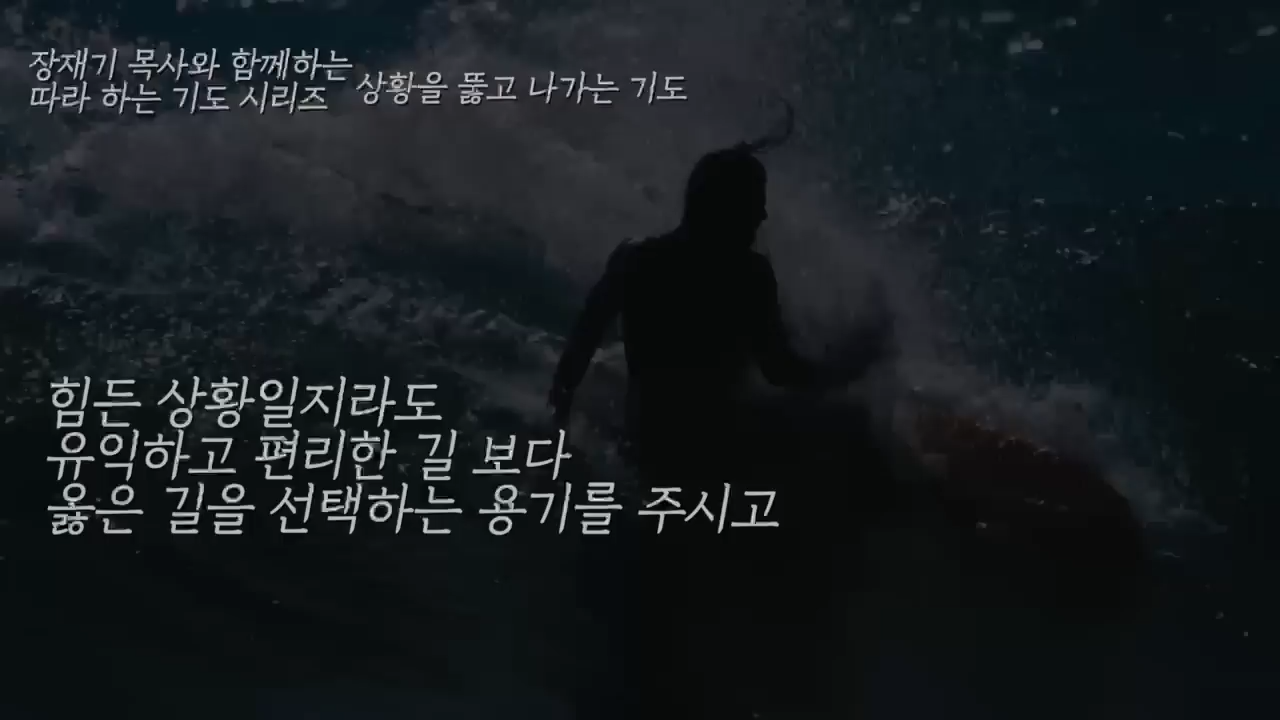 장재기 목사와 함께하는
따라 하는 기도 시리즈
상황을 뚫고 나가는 기도
힘든 상황일지라도
유익하고 편리한 길 보다
옳은 길을 선택하는 용기를 주시고